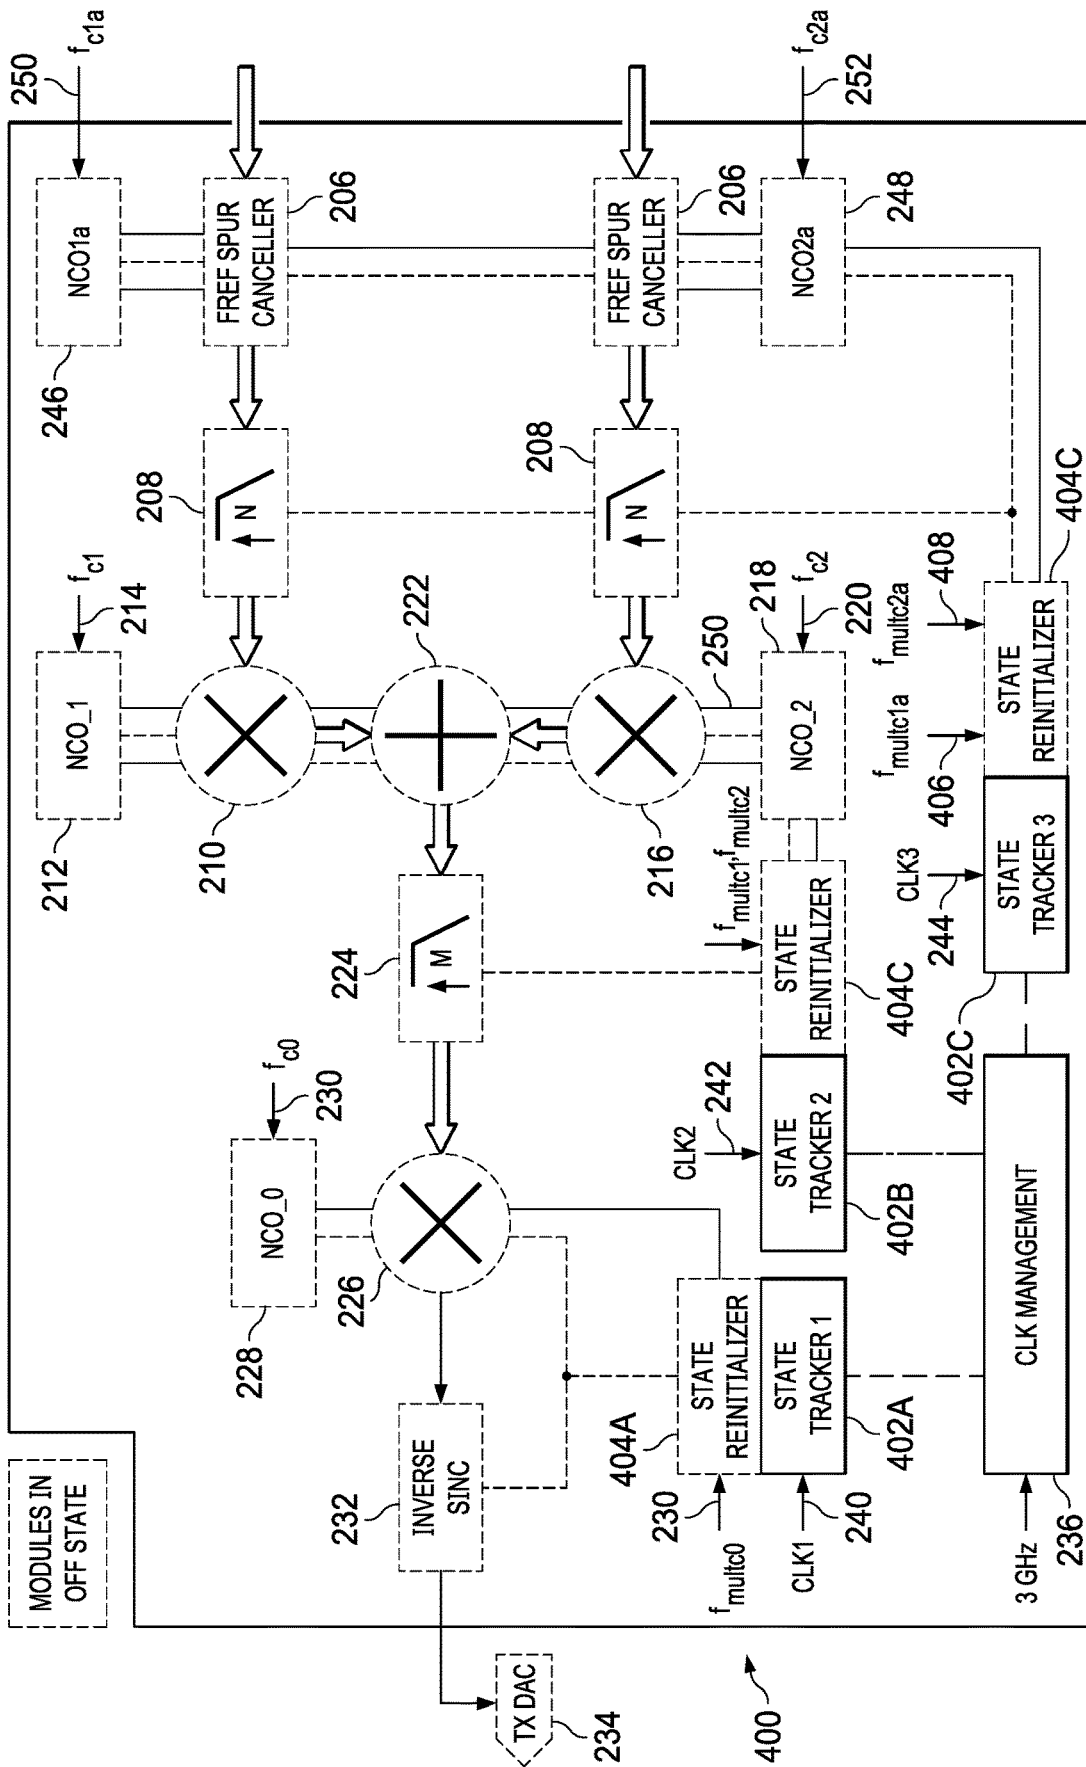 MODULES IN
OFF STATE
NCO_1
212
214
f_c1
NCO1a
246
250
f_c1a
NCO_0
228
230
f_c0
210
208
N
FREF SPUR
CANCELLER
206
INVERSE
SINC
232
226
224
M
222
TX DAC
234
216
208
N
FREF SPUR
CANCELLER
206
f_multc0
230
404A
STATE
REINITIALIZER
CLK1
240
STATE
TRACKER 1
402A
CLK2
242
STATE
TRACKER 2
402B
f_multc1, f_multc2
STATE
REINITIALIZER
404C
NCO_2
250
218
220
f_c2
NCO2a
248
252
f_c2a
400
3 GHz
236
CLK MANAGEMENT
402C
CLK3
244
STATE
TRACKER 3
f_multc1a
406
f_multc2a
408
STATE
REINITIALIZER
404C